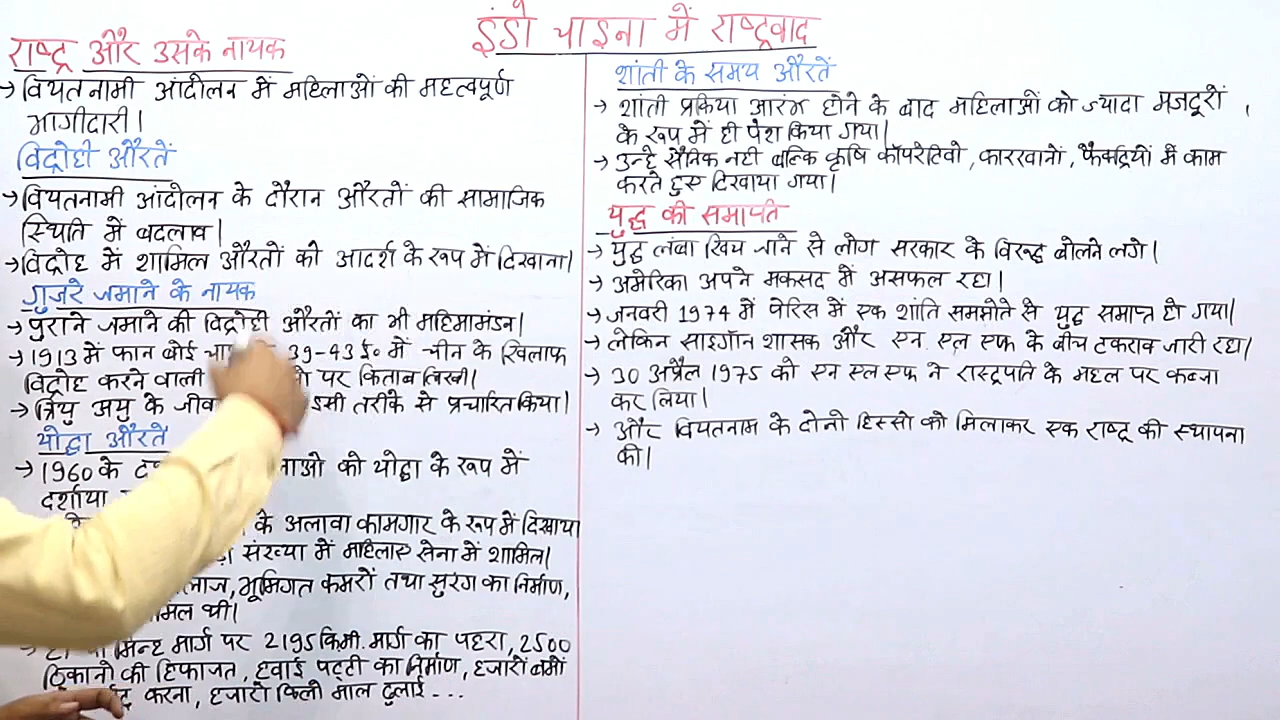 इंडो चाइना में राष्ट्रवाद
राष्ट्र और उसके नायक
→ वियतनामी आंदोलन में महिलाओं की महत्वपूर्ण
भागीदारी।
विद्रोही औरतें
→ वियतनामी आंदोलन के दौरान औरतों की सामाजिक
स्थिति में बदलाव।
→ विद्रोह में शामिल औरतों को आदर्श के रूप में दिखाना।
गुजरे जमाने के नायक
→ पुराने जमाने की विद्रोही औरतों का भी महिमामंडन।
→ 1913 में फान बोई 39-43 ई० में चीन के खिलाफ
विद्रोह करने वाली पर किताब लिखी।
→ त्रियु अयु के इसी तरीके से प्रचारित किया।
योद्धा औरतें
→ 1960 के को योद्धा के रूप में
दर्शाया
के अलावा कामगार के रूप में दिखाया
संख्या में महिलाए सेना में शामिल।
भूमिगत कमरों तथा सुरंग का निर्माण,
थी।
→ मिन्ह मार्ग पर 2195 किमी. मार्ग का पहरा, 2500
ठिकानो की हिफाजत, हवाई पट्टी का निर्माण, हजारों बमों
करना, हजारो किलो माल ढुलाई ---
शांती के समय औरतें
→ शांती प्रक्रिया आरंभ होने के बाद महिलाओं को ज्यादा मजदूरों
के रूप में ही पेश किया गया।
→ उन्हे सैनिक नही बल्कि कृषि कॉपरेटिवो, कारखानों, फैक्ट्रियों में काम
करते हुए दिखाया गया।
युद्ध की समाप्ति
→ युद्ध लंबा खिच जाने से लोग सरकार के विरूद्ध बोलने लगे।
→ अमेरिका अपने मकसद में असफल रहा।
→ जनवरी 1974 में पेरिस में एक शांति समझोते से युद्ध समाप्त हो गया।
→ लेकिन साइगॉन शासक और एन. एल एफ के बीच टकराव जारी रहा।
→ 30 अप्रैल 1975 को एन एल एफ ने रास्ट्रपति के महल पर कब्जा
कर लिया।
→ और वियतनाम के दोनो हिस्सो को मिलाकर एक राष्ट्र की स्थापना
की।